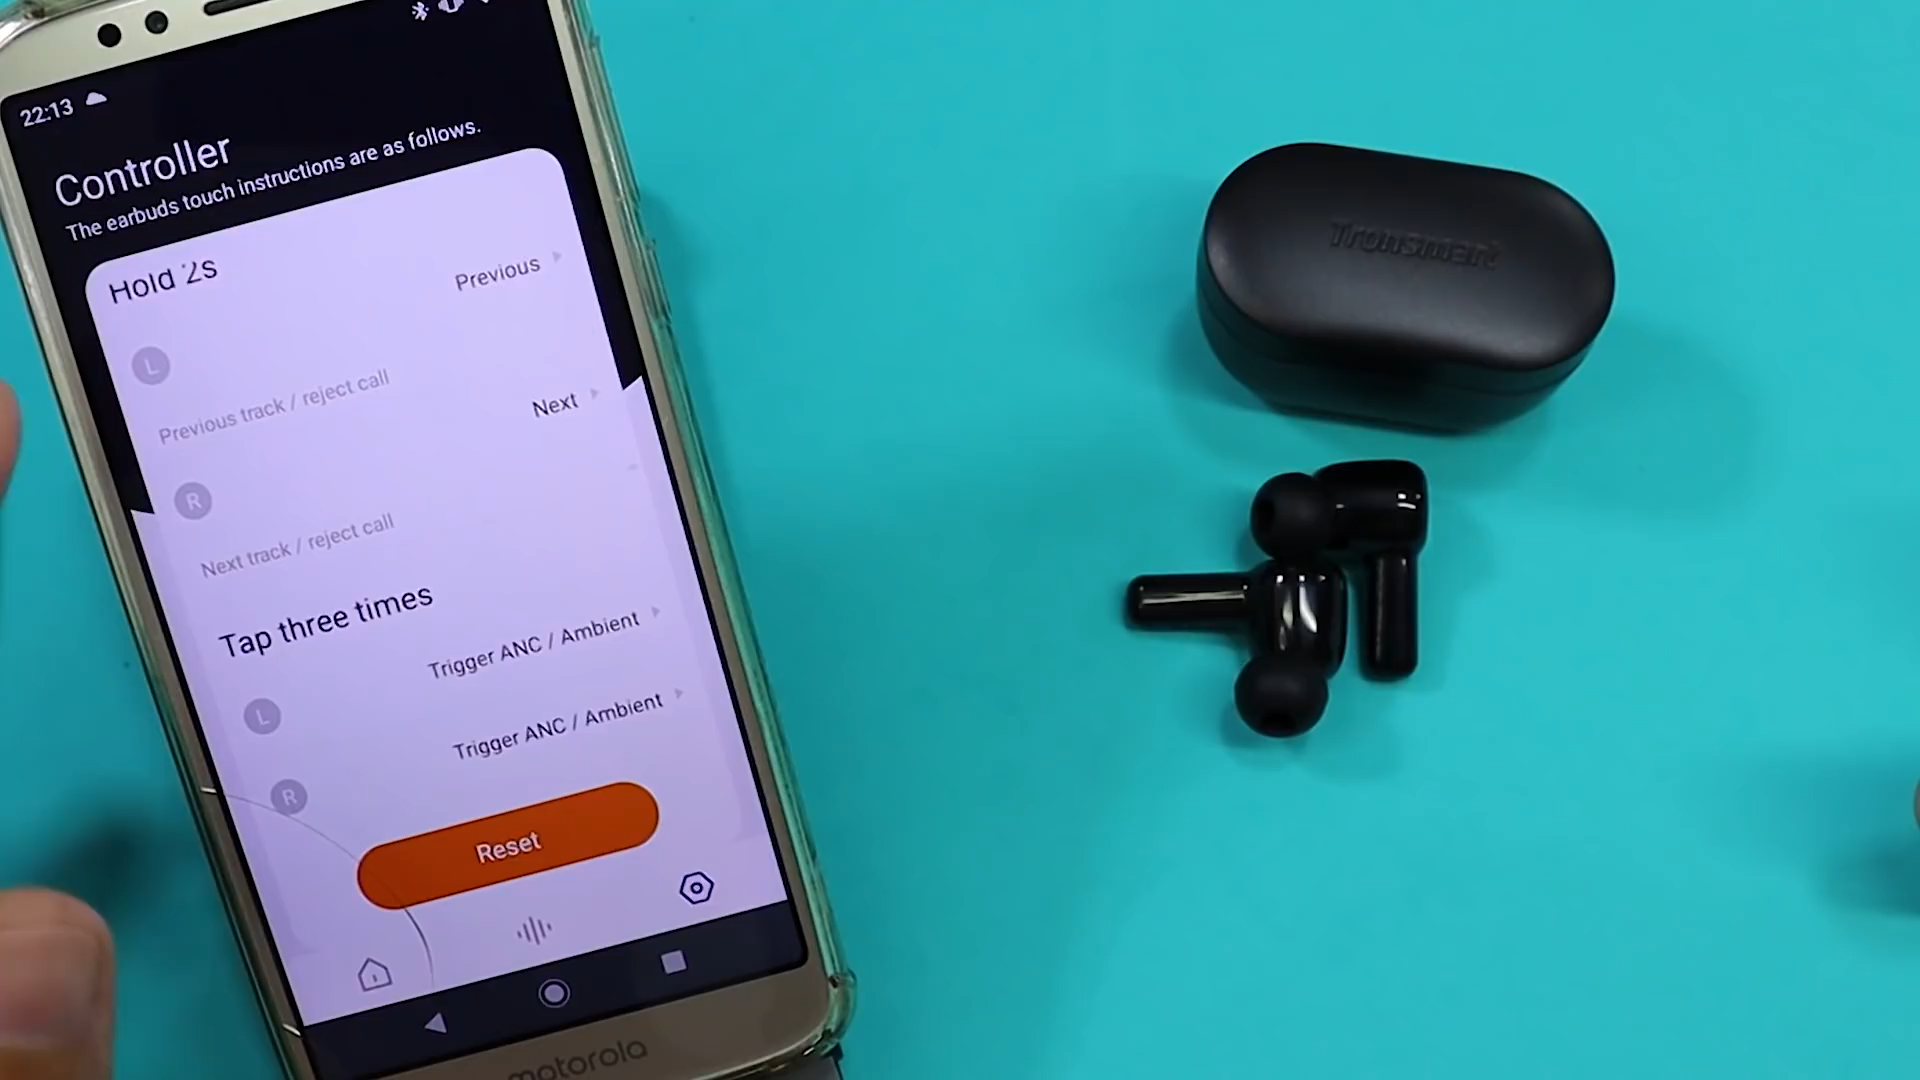 22:13
Controller
The earbuds touch instructions are as follows.
Hold 2s
Previous
L
Previous track / reject call
Next
R
Next track / reject call
Tap three times
Trigger ANC / Ambient
L
Trigger ANC / Ambient
R
Reset
motorola
Tronsmart